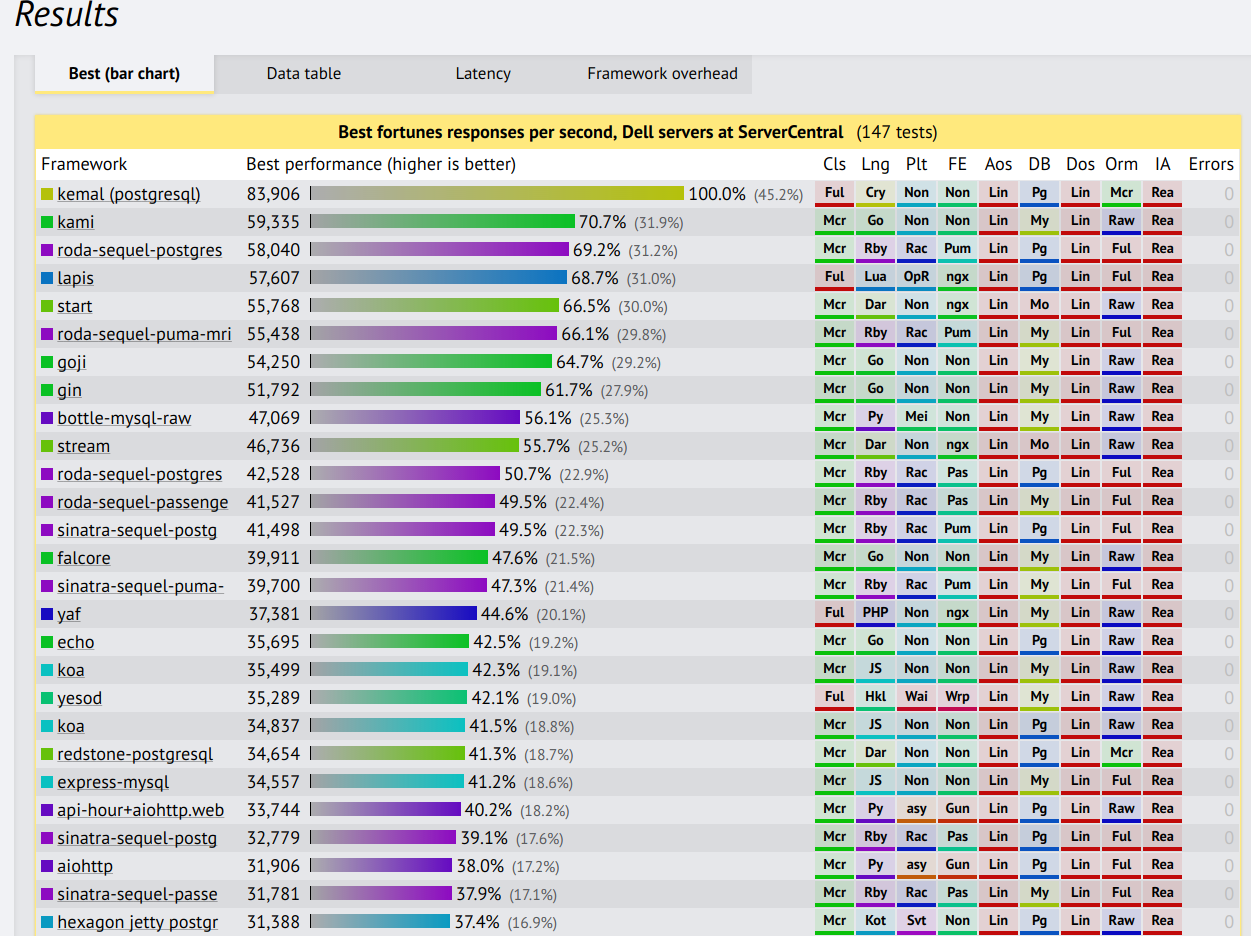 Results
Best (bar chart) Data table Latency Framework overhead
Best fortunes responses per second, Dell servers at ServerCentral (147 tests)
Framework Best performance (higher is better) Cls Lng Plt FE Aos DB Dos Orm IA Errors
kemal (postgresql) 83,906 100.0% (45.2%) Ful Cry Non Non Lin Pg Lin Mcr Rea 0
kami 59,335 70.7% (31.9%) Mcr Go Non Non Lin My Lin Raw Rea 0
roda-sequel-postgres 58,040 69.2% (31.2%) Mcr Rby Rac Pum Lin Pg Lin Ful Rea 0
lapis 57,607 68.7% (31.0%) Ful Lua OpR ngx Lin Pg Lin Ful Rea 0
start 55,768 66.5% (30.0%) Mcr Dar Non ngx Lin Mo Lin Raw Rea 0
roda-sequel-puma-mri 55,438 66.1% (29.8%) Mcr Rby Rac Pum Lin My Lin Ful Rea 0
goji 54,250 64.7% (29.2%) Mcr Go Non Non Lin My Lin Raw Rea 0
gin 51,792 61.7% (27.9%) Mcr Go Non Non Lin My Lin Raw Rea 0
bottle-mysql-raw 47,069 56.1% (25.3%) Mcr Py Mei Non Lin My Lin Raw Rea 0
stream 46,736 55.7% (25.2%) Mcr Dar Non ngx Lin Mo Lin Raw Rea 0
roda-sequel-postgres 42,528 50.7% (22.9%) Mcr Rby Rac Pas Lin Pg Lin Ful Rea 0
roda-sequel-passenge 41,527 49.5% (22.4%) Mcr Rby Rac Pas Lin My Lin Ful Rea 0
sinatra-sequel-postg 41,498 49.5% (22.3%) Mcr Rby Rac Pum Lin Pg Lin Ful Rea 0
falcore 39,911 47.6% (21.5%) Mcr Go Non Non Lin My Lin Raw Rea 0
sinatra-sequel-puma- 39,700 47.3% (21.4%) Mcr Rby Rac Pum Lin My Lin Ful Rea 0
yaf 37,381 44.6% (20.1%) Ful PHP Non ngx Lin My Lin Raw Rea 0
echo 35,695 42.5% (19.2%) Mcr Go Non Non Lin Pg Lin Raw Rea 0
koa 35,499 42.3% (19.1%) Mcr JS Non Non Lin My Lin Raw Rea 0
yesod 35,289 42.1% (19.0%) Ful Hkl Wai Wrp Lin My Lin Raw Rea 0
koa 34,837 41.5% (18.8%) Mcr JS Non Non Lin Pg Lin Raw Rea 0
redstone-postgresql 34,654 41.3% (18.7%) Mcr Dar Non Non Lin Pg Lin Mcr Rea 0
express-mysql 34,557 41.2% (18.6%) Mcr JS Non Non Lin My Lin Ful Rea 0
api-hour+aiohttp.web 33,744 40.2% (18.2%) Mcr Py asy Gun Lin Pg Lin Raw Rea 0
sinatra-sequel-postg 32,779 39.1% (17.6%) Mcr Rby Rac Pas Lin Pg Lin Ful Rea 0
aiohttp 31,906 38.0% (17.2%) Mcr Py asy Gun Lin Pg Lin Ful Rea 0
sinatra-sequel-passe 31,781 37.9% (17.1%) Mcr Rby Rac Pas Lin My Lin Ful Rea 0
hexagon jetty postgr 31,388 37.4% (16.9%) Mcr Kot Svt Non Lin Pg Lin Raw Rea 0